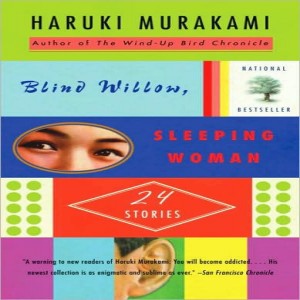 HARUKI MURAKAMI
Author of The Wind-Up Bird Chronicle
Blind Willow,
NATIONAL
BESTSELLER
SLEEPING
WOMAN
24
STORIES
"A warning to new readers of Haruki Murakami: You will become addicted. . . . His
newest collection is as enigmatic and sublime as ever." —San Francisco Chronicle